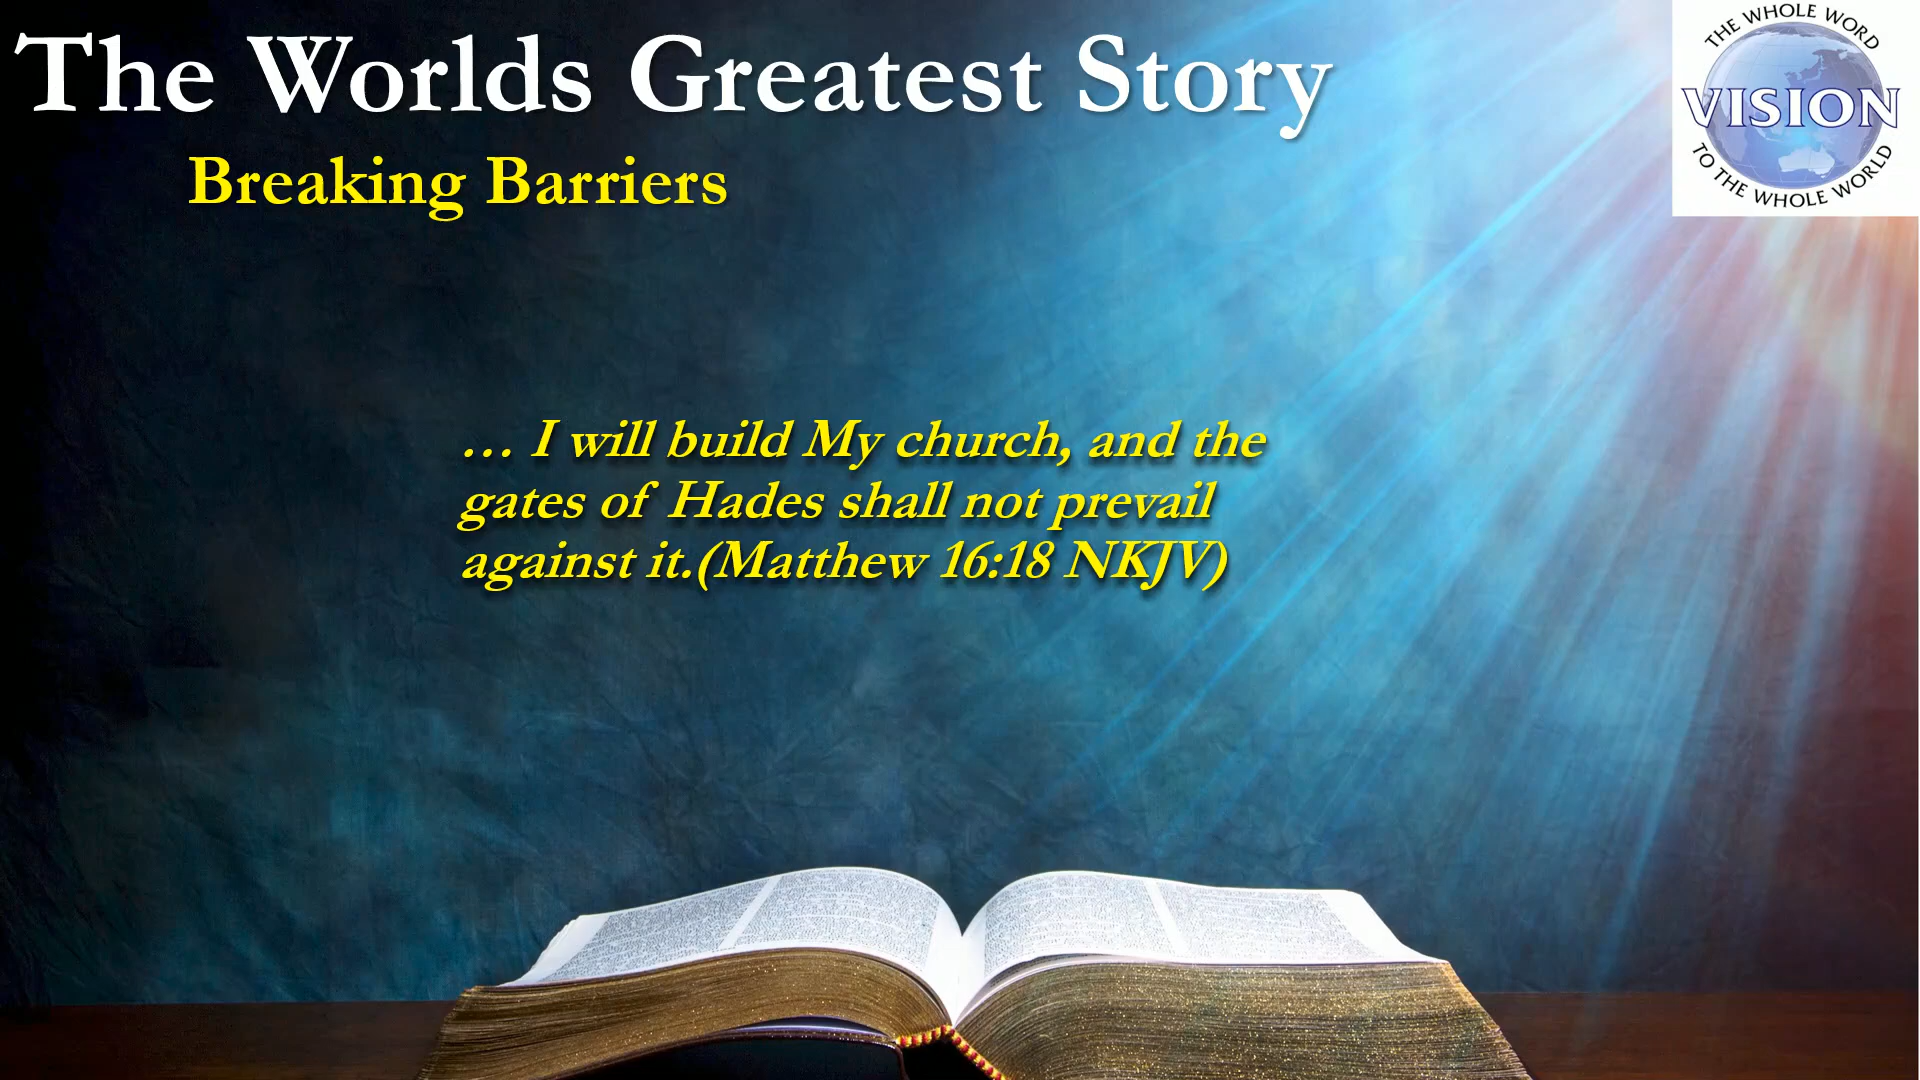 The Worlds Greatest Story
Breaking Barriers
THE WHOLE WORD
VISION
TO THE WHOLE WORLD
… I will build My church, and the
gates of Hades shall not prevail
against it.(Matthew 16:18 NKJV)